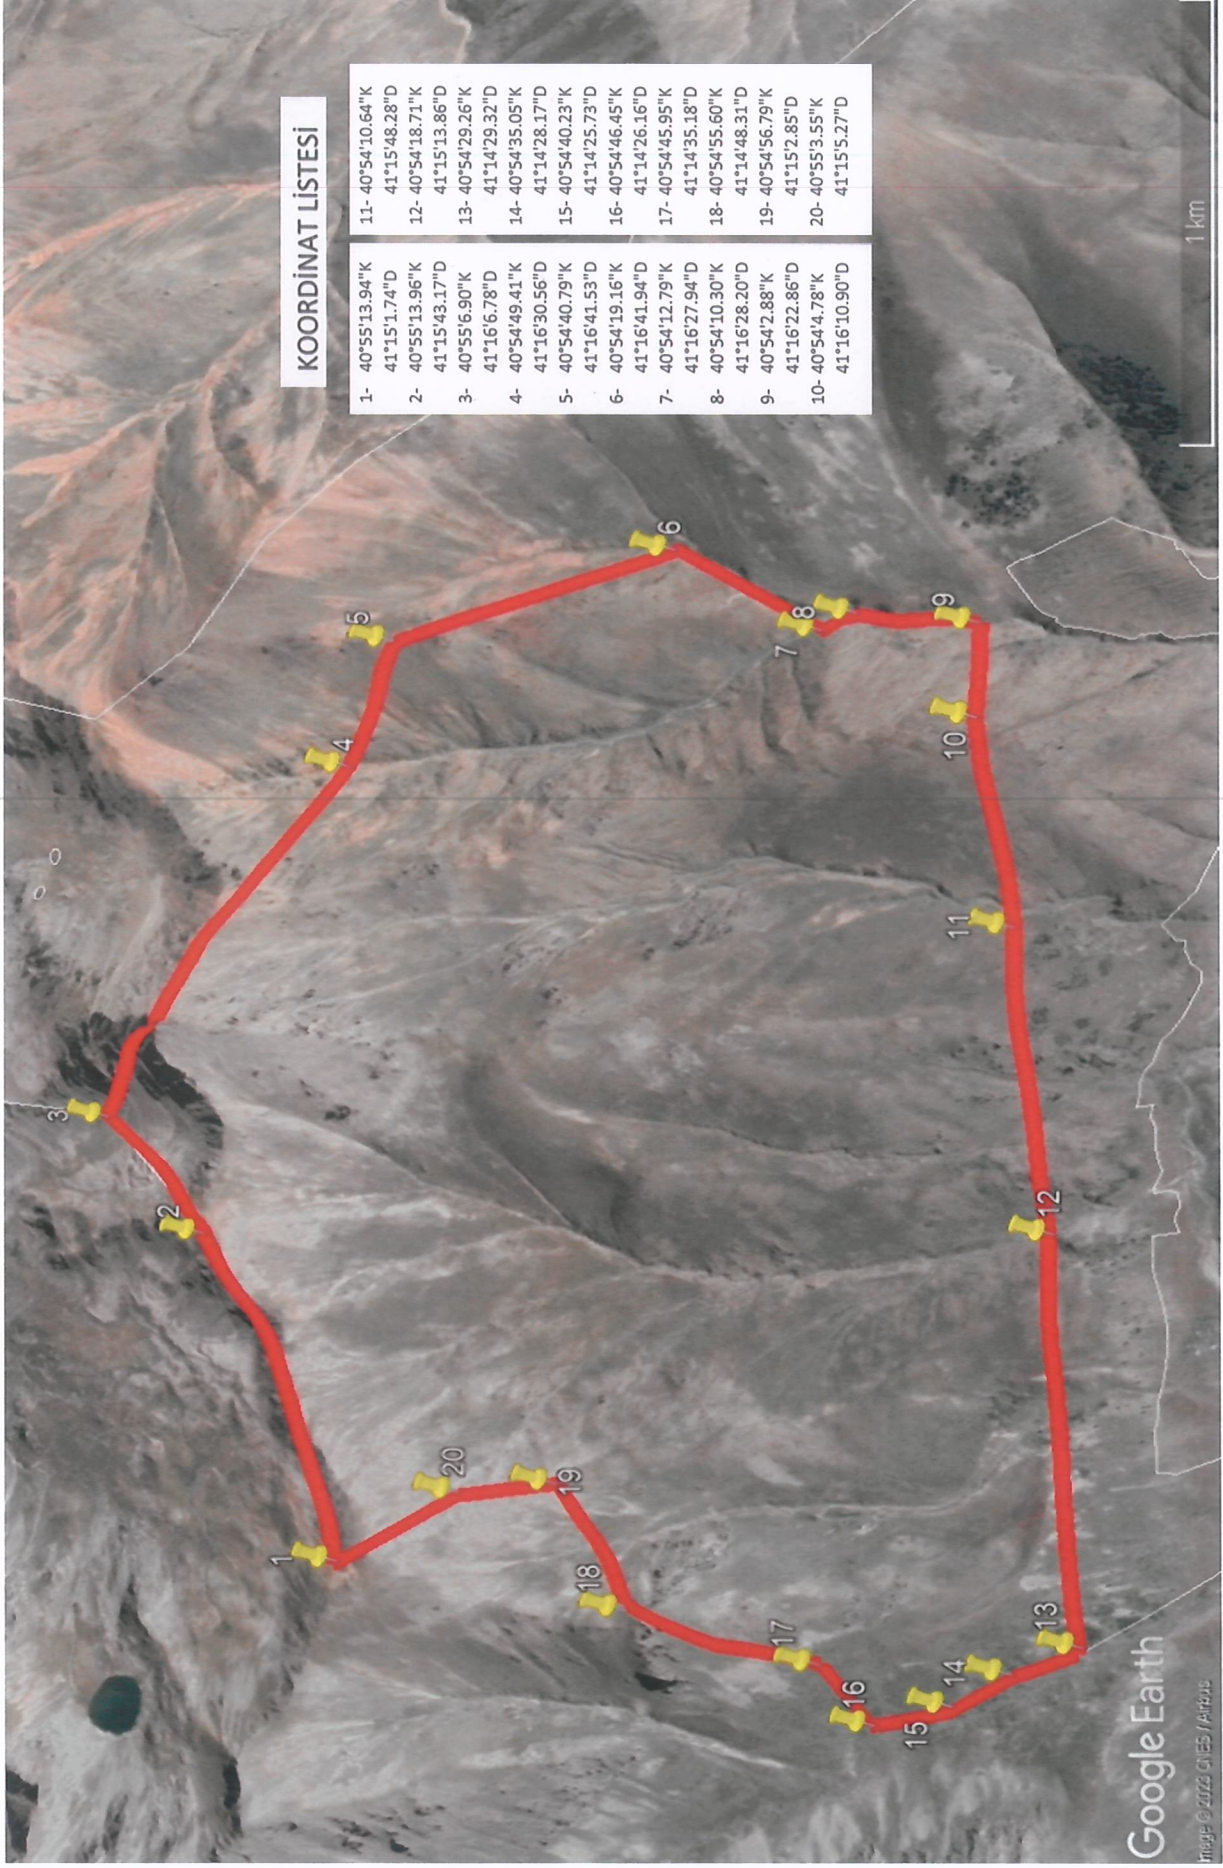 KOORDİNAT LİSTESİ
1- 40°55'13.94"K
41°15'1.74"D
2- 40°55'13.96"K
41°15'43.17"D
3- 40°55'6.90"K
41°16'6.78"D
4- 40°54'49.41"K
41°16'30.56"D
5- 40°54'40.79"K
41°16'41.53"D
6- 40°54'19.16"K
41°16'41.94"D
7- 40°54'12.79"K
41°16'27.94"D
8- 40°54'10.30"K
41°16'28.20"D
9- 40°54'2.88"K
41°16'22.86"D
10- 40°54'4.78"K
41°16'10.90"D
11- 40°54'10.64"K
41°15'48.28"D
12- 40°54'18.71"K
41°15'13.86"D
13- 40°54'29.26"K
41°14'29.32"D
14- 40°54'35.05"K
41°14'28.17"D
15- 40°54'40.23"K
41°14'25.73"D
16- 40°54'46.45"K
41°14'26.16"D
17- 40°54'45.95"K
41°14'35.18"D
18- 40°54'55.60"K
41°14'48.31"D
19- 40°54'56.79"K
41°15'2.85"D
20- 40°55'3.55"K
41°15'5.27"D
1
2
3
4
5
6
7
8
9
10
11
12
13
14
15
16
17
18
19
20
Google Earth
Image © 2023 CNES / Airbus
1 km